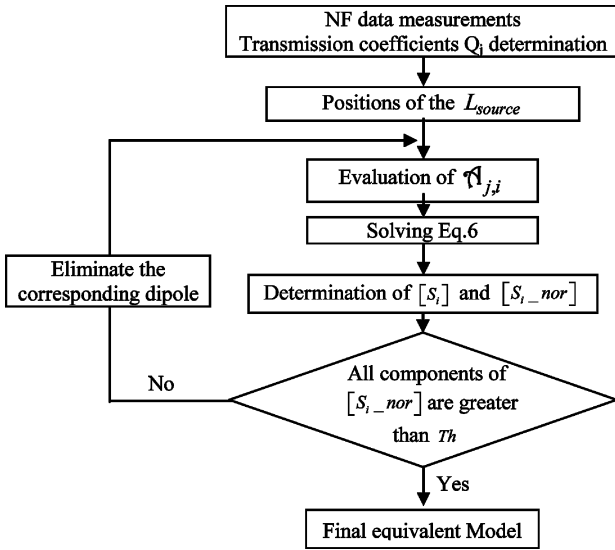 NF data measurements
Transmission coefficients Qj determination
Positions of the Lsource
Evaluation of 𝒜j,i
Solving Eq.6
Eliminate the
corresponding dipole
Determination of [Si] and [Si_nor]
All components of
[Si_nor] are greater
than Th
No
Yes
Final equivalent Model